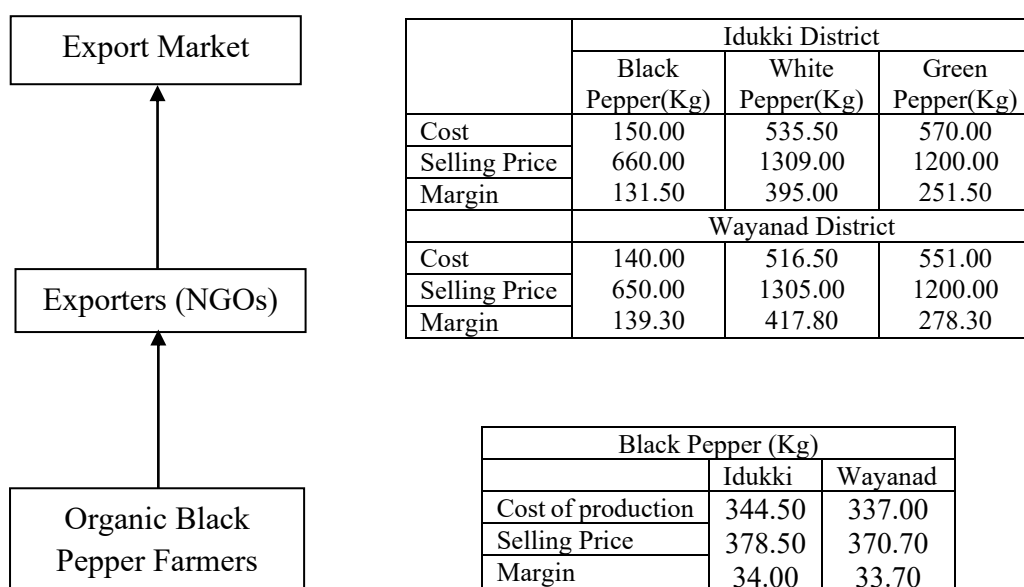 Export Market
Exporters (NGOs)
Organic Black
Pepper Farmers
Idukki District
Black White Green
Pepper(Kg) Pepper(Kg) Pepper(Kg)
Cost 150.00 535.50 570.00
Selling Price 660.00 1309.00 1200.00
Margin 131.50 395.00 251.50
Wayanad District
Cost 140.00 516.50 551.00
Selling Price 650.00 1305.00 1200.00
Margin 139.30 417.80 278.30
Black Pepper (Kg)
Idukki Wayanad
Cost of production 344.50 337.00
Selling Price 378.50 370.70
Margin 34.00 33.70